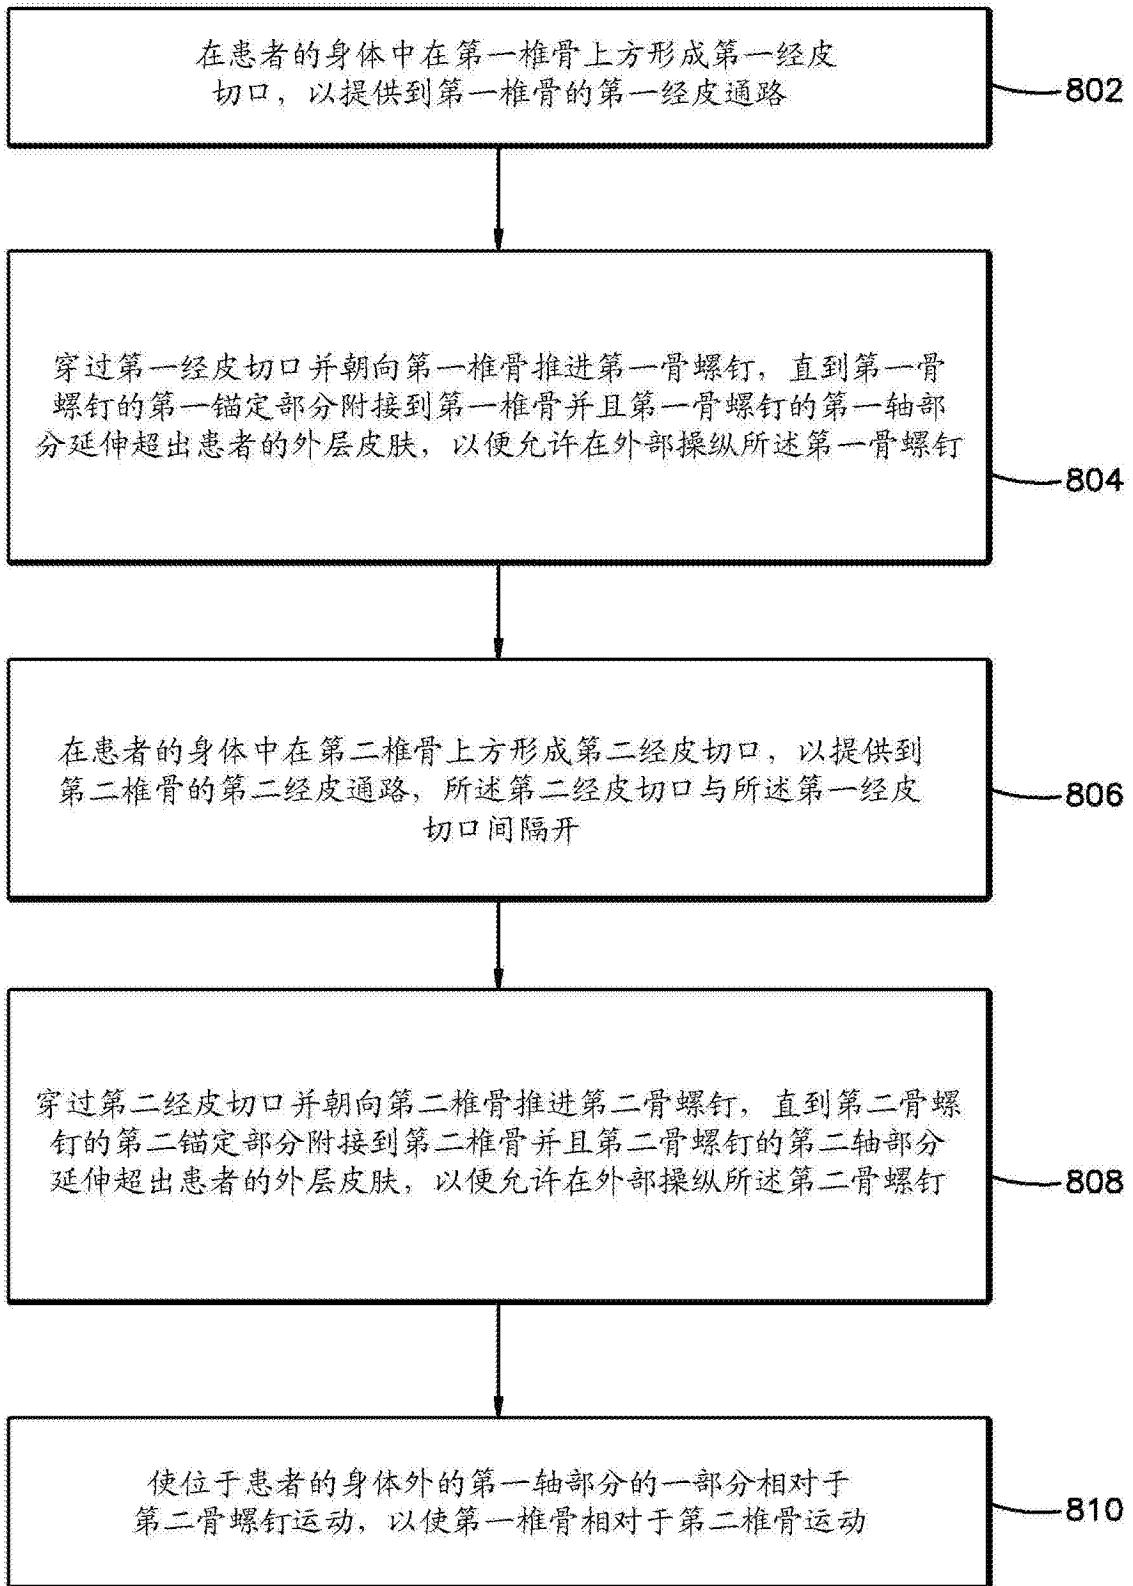 在患者的身体中在第一椎骨上方形成第一经皮
切口，以提供到第一椎骨的第一经皮通路
802
穿过第一经皮切口并朝向第一椎骨推进第一骨螺钉，直到第一骨
螺钉的第一锚定部分附接到第一椎骨并且第一骨螺钉的第一轴部
分延伸超出患者的外层皮肤，以便允许在外部操纵所述第一骨螺钉
804
在患者的身体中在第二椎骨上方形成第二经皮切口，以提供到
第二椎骨的第二经皮通路，所述第二经皮切口与所述第一经皮
切口间隔开
806
穿过第二经皮切口并朝向第二椎骨推进第二骨螺钉，直到第二骨螺
钉的第二锚定部分附接到第二椎骨并且第二骨螺钉的第二轴部分
延伸超出患者的外层皮肤，以便允许在外部操纵所述第二骨螺钉
808
使位于患者的身体外的第一轴部分的一部分相对于
第二骨螺钉运动，以使第一椎骨相对于第二椎骨运动
810